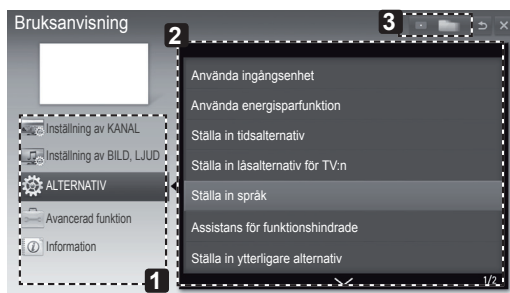 Bruksanvisning
2
3
Inställning av KANAL
Inställning av BILD, LJUD
ALTERNATIV
Avancerad funktion
Information
1
Använda ingångsenhet
Använda energisparfunktion
Ställa in tidsalternativ
Ställa in låsalternativ för TV:n
Ställa in språk
Assistans för funktionshindrade
Ställa in ytterligare alternativ
1/2